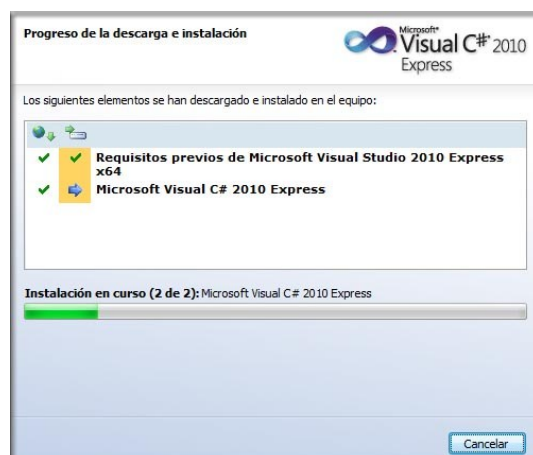 Progreso de la descarga e instalación
Microsoft®
Visual C#® 2010
Express
Los siguientes elementos se han descargado e instalado en el equipo:
Requisitos previos de Microsoft Visual Studio 2010 Express
x64
Microsoft Visual C# 2010 Express
Instalación en curso (2 de 2): Microsoft Visual C# 2010 Express
Cancelar